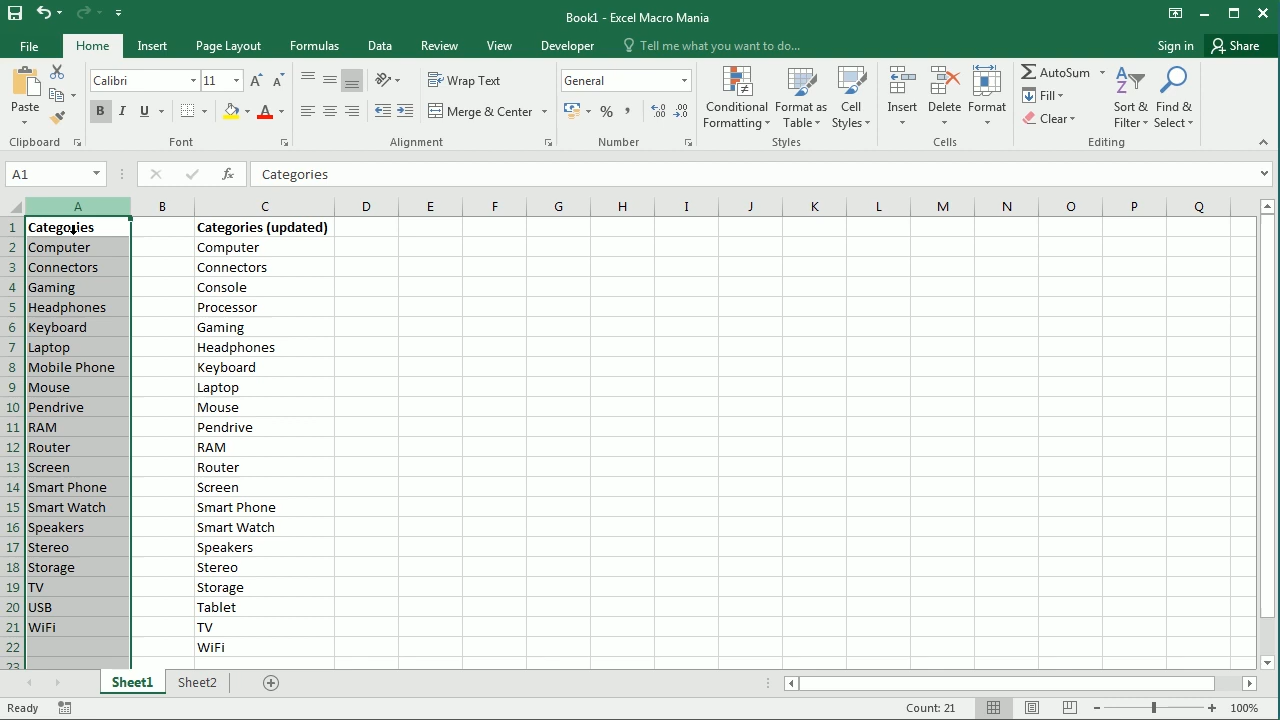 Book1 - Excel Macro Mania
File Home Insert Page Layout Formulas Data Review View Developer Tell me what you want to do... Sign in Share
Paste
Clipboard
Calibri 11
B I U
Font
Wrap Text
Merge & Center
Alignment
General
% ,
Number
Conditional Formatting
Format as Table
Cell Styles
Styles
Insert Delete Format
Cells
AutoSum
Fill
Clear
Sort & Filter
Find & Select
Editing
A1 fx Categories
A B C D E F G H I J K L M N O P Q
1 Categories Categories (updated)
2 Computer Computer
3 Connectors Connectors
4 Gaming Console
5 Headphones Processor
6 Keyboard Gaming
7 Laptop Headphones
8 Mobile Phone Keyboard
9 Mouse Laptop
10 Pendrive Mouse
11 RAM Pendrive
12 Router RAM
13 Screen Router
14 Smart Phone Screen
15 Smart Watch Smart Phone
16 Speakers Smart Watch
17 Stereo Speakers
18 Storage Stereo
19 TV Storage
20 USB Tablet
21 WiFi TV
22 WiFi
23
Sheet1 Sheet2
Ready Count: 21 100%